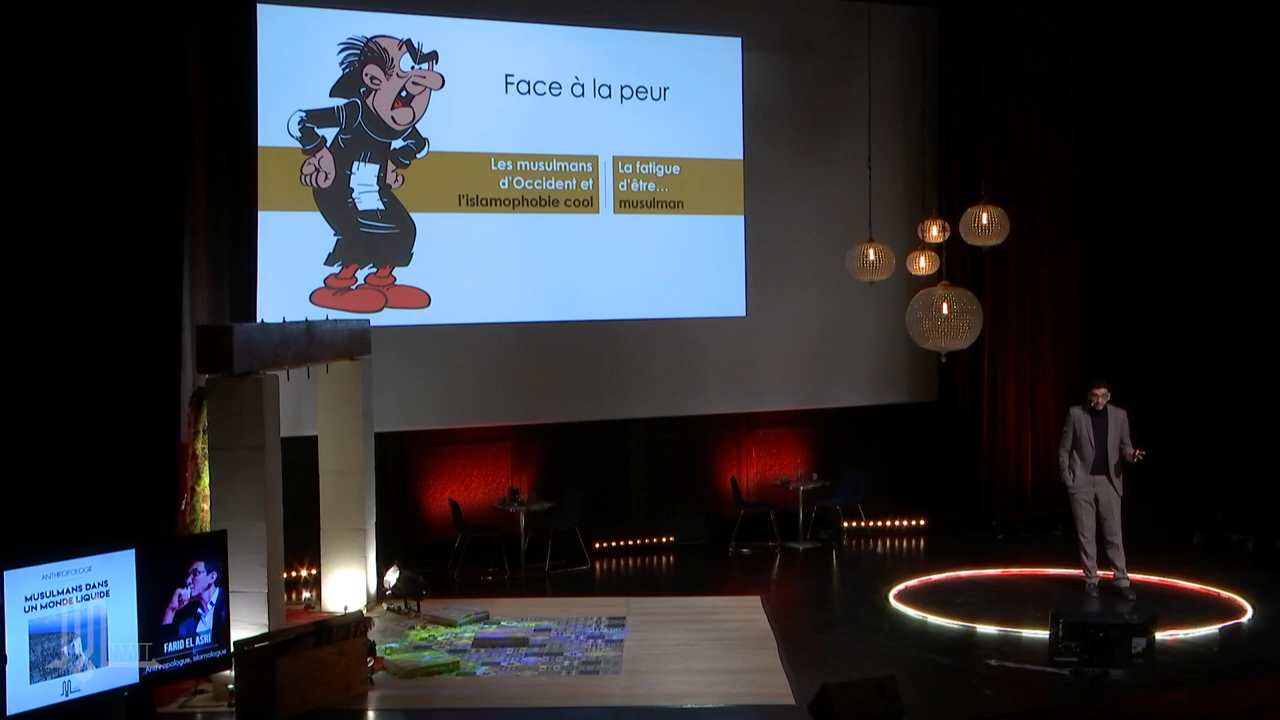 Face à la peur
Les musulmans
d'Occident et
l'islamophobie cool
La fatigue
d'être...
musulman
ANTHROPOLOGIE
MUSULMANS DANS
UN MONDE LIQUIDE
FARID EL ASRI
Anthropologue, islamologue